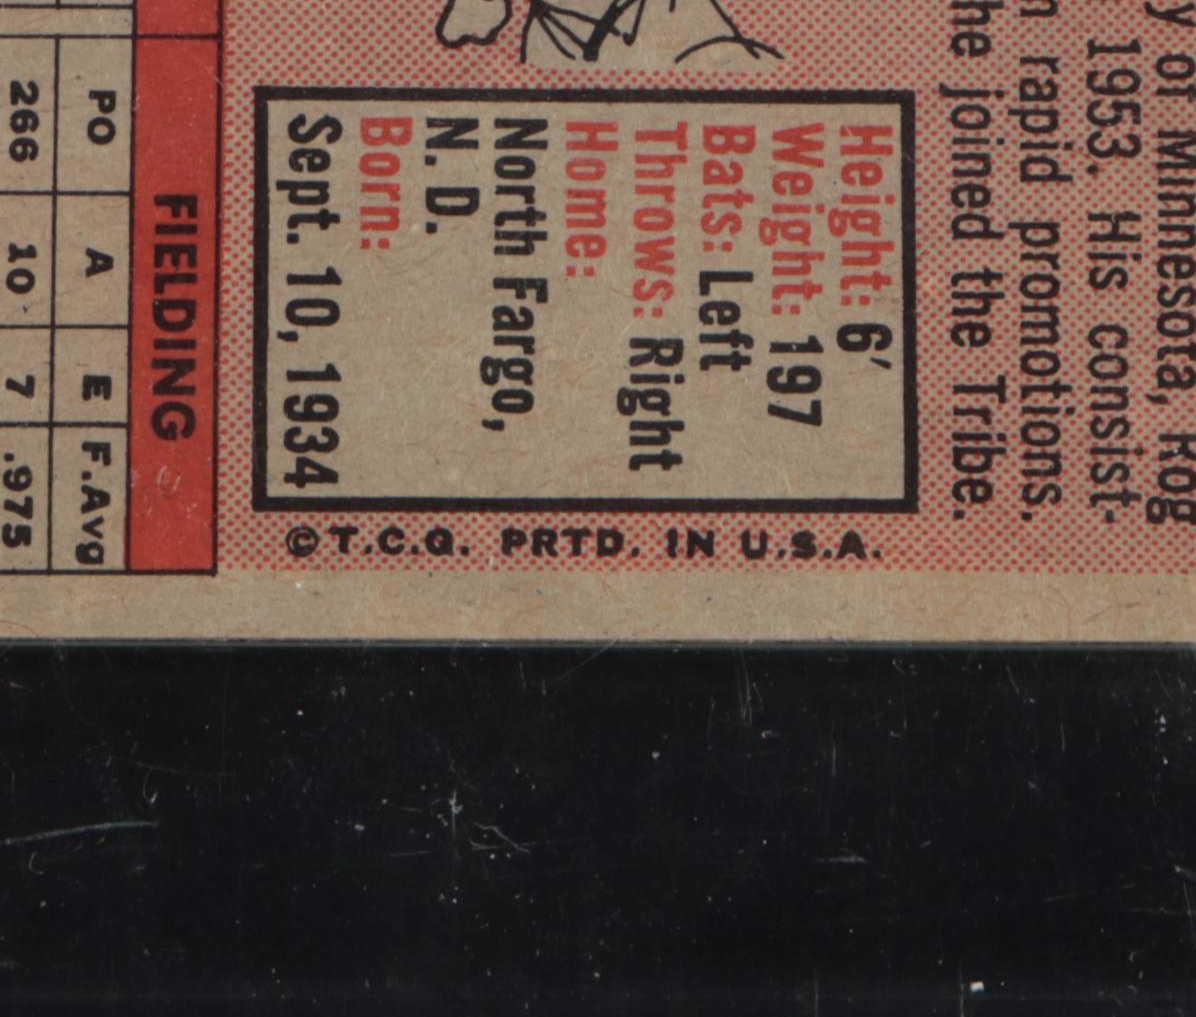 y of Minnesota, Rog
1953. His consist-
rapid promotions.
he joined the Tribe.
Height: 6'
Weight: 197
Bats: Left
Throws: Right
Home:
North Fargo,
N. D.
Born:
Sept. 10, 1934
©T.C.G. PRTD. IN U.S.A.
FIELDING
PO A E F.Avg
266 10 7 .975